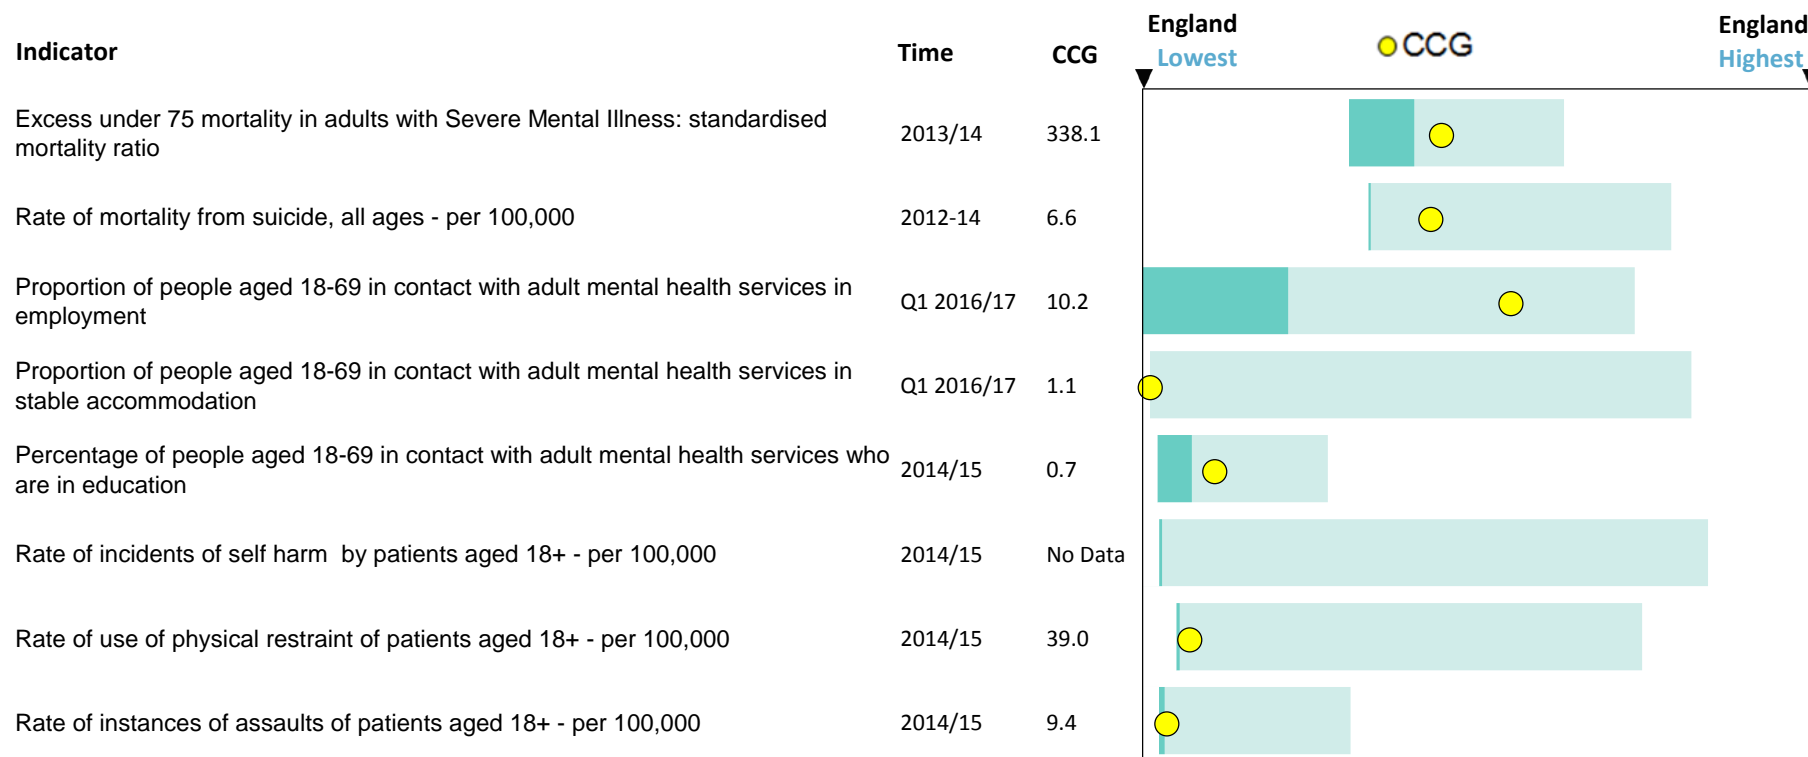 Indicator Time CCG England Lowest CCG England Highest
Excess under 75 mortality in adults with Severe Mental Illness: standardised
mortality ratio
2013/14 338.1
Rate of mortality from suicide, all ages - per 100,000 2012-14 6.6
Proportion of people aged 18-69 in contact with adult mental health services in
employment
Q1 2016/17 10.2
Proportion of people aged 18-69 in contact with adult mental health services in
stable accommodation
Q1 2016/17 1.1
Percentage of people aged 18-69 in contact with adult mental health services who
are in education
2014/15 0.7
Rate of incidents of self harm  by patients aged 18+ - per 100,000 2014/15 No Data
Rate of use of physical restraint of patients aged 18+ - per 100,000 2014/15 39.0
Rate of instances of assaults of patients aged 18+ - per 100,000 2014/15 9.4